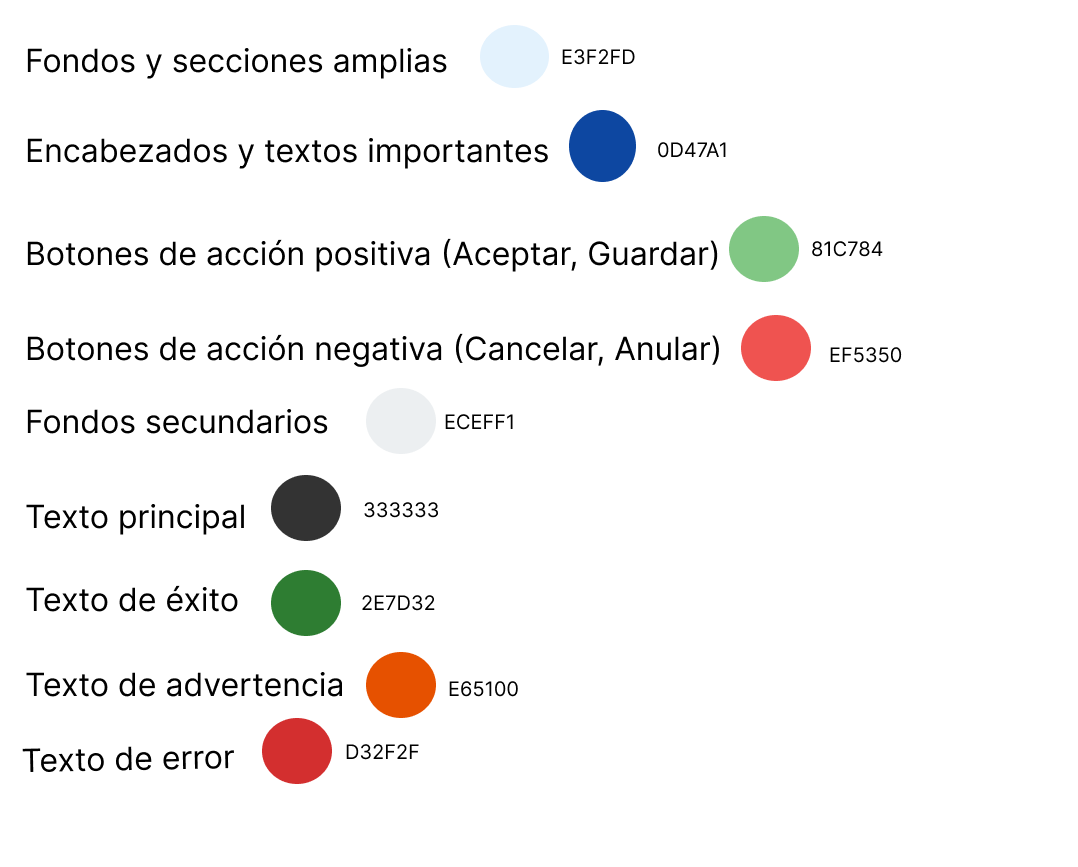 Fondos y secciones amplias E3F2FD
Encabezados y textos importantes 0D47A1
Botones de acción positiva (Aceptar, Guardar) 81C784
Botones de acción negativa (Cancelar, Anular) EF5350
Fondos secundarios ECEFF1
Texto principal 333333
Texto de éxito 2E7D32
Texto de advertencia E65100
Texto de error D32F2F